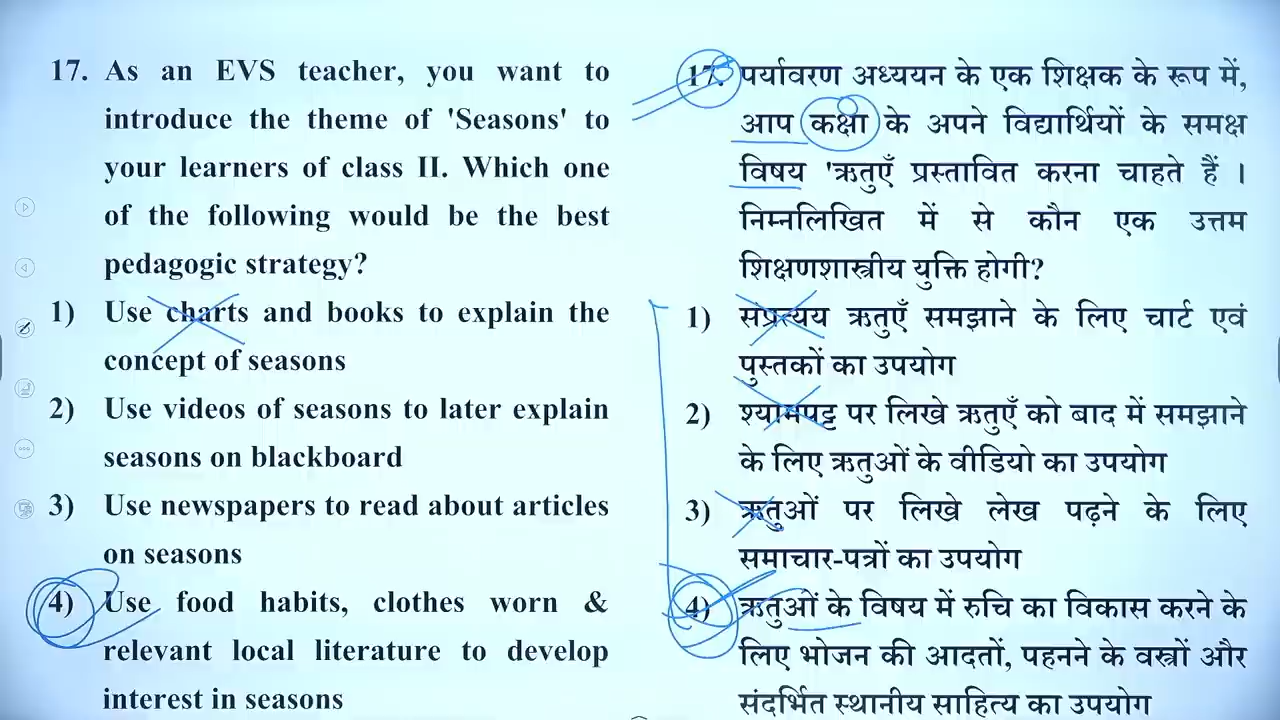 17. As an EVS teacher, you want to
introduce the theme of 'Seasons' to
your learners of class II. Which one
of the following would be the best
pedagogic strategy?
1) Use charts and books to explain the
concept of seasons
2) Use videos of seasons to later explain
seasons on blackboard
3) Use newspapers to read about articles
on seasons
4) Use food habits, clothes worn &
relevant local literature to develop
interest in seasons
17. पर्यावरण अध्ययन के एक शिक्षक के रूप में,
आप कक्षा के अपने विद्यार्थियों के समक्ष
विषय 'ऋतुएँ प्रस्तावित करना चाहते हैं ।
निम्नलिखित में से कौन एक उत्तम
शिक्षणशास्त्रीय युक्ति होगी?
1) संप्रत्यय ऋतुएँ समझाने के लिए चार्ट एवं
पुस्तकों का उपयोग
2) श्यामपट्ट पर लिखे ऋतुएँ को बाद में समझाने
के लिए ऋतुओं के वीडियो का उपयोग
3) ऋतुओं पर लिखे लेख पढ़ने के लिए
समाचार-पत्रों का उपयोग
4) ऋतुओं के विषय में रुचि का विकास करने के
लिए भोजन की आदतों, पहनने के वस्त्रों और
संदर्भित स्थानीय साहित्य का उपयोग